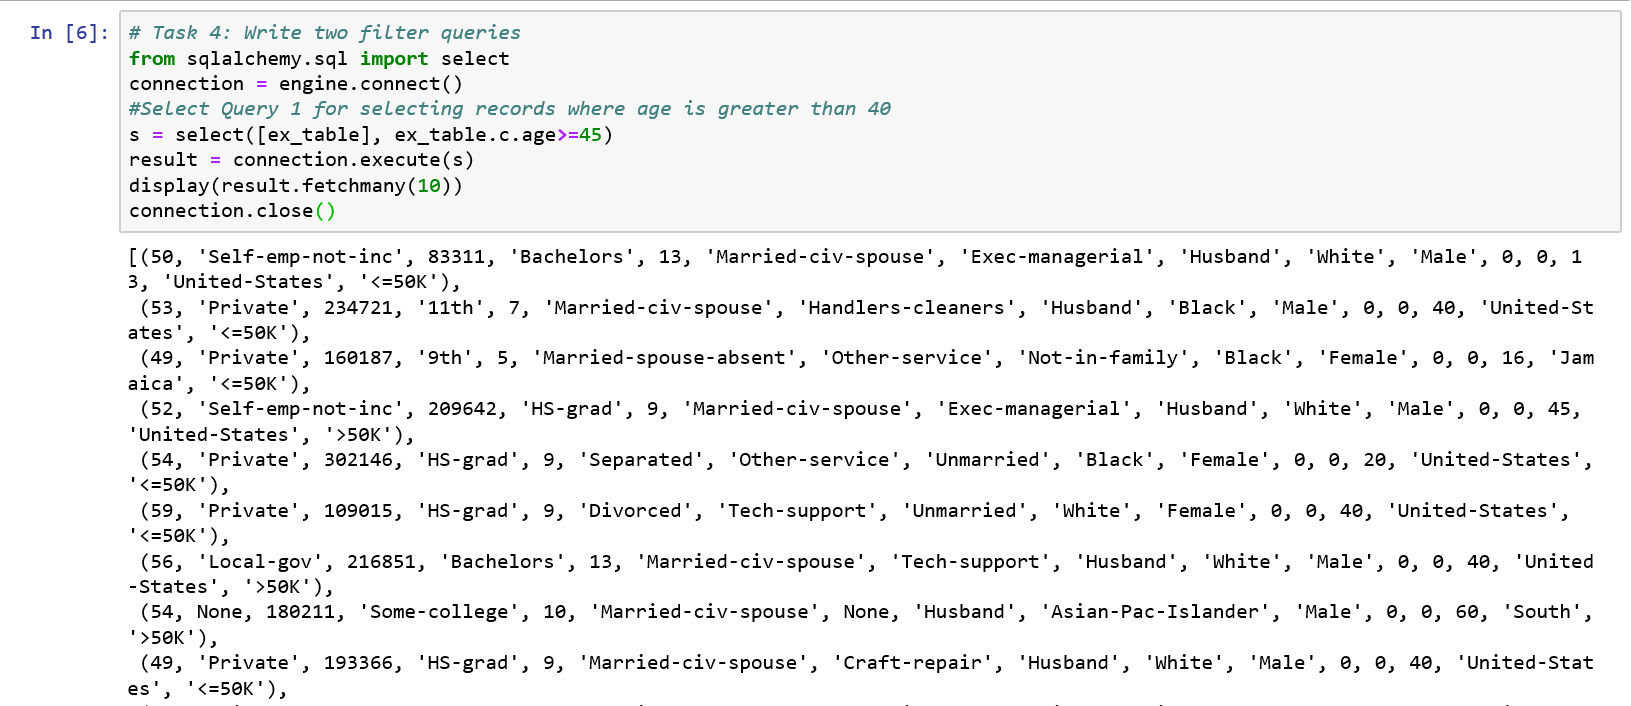 In [6]:
# Task 4: Write two filter queries
from sqlalchemy.sql import select
connection = engine.connect()
#Select Query 1 for selecting records where age is greater than 40
s = select([ex_table], ex_table.c.age>=45)
result = connection.execute(s)
display(result.fetchmany(10))
connection.close()
[(50, 'Self-emp-not-inc', 83311, 'Bachelors', 13, 'Married-civ-spouse', 'Exec-managerial', 'Husband', 'White', 'Male', 0, 0, 1
3, 'United-States', '<=50K'),
(53, 'Private', 234721, '11th', 7, 'Married-civ-spouse', 'Handlers-cleaners', 'Husband', 'Black', 'Male', 0, 0, 40, 'United-St
ates', '<=50K'),
(49, 'Private', 160187, '9th', 5, 'Married-spouse-absent', 'Other-service', 'Not-in-family', 'Black', 'Female', 0, 0, 16, 'Jam
aica', '<=50K'),
(52, 'Self-emp-not-inc', 209642, 'HS-grad', 9, 'Married-civ-spouse', 'Exec-managerial', 'Husband', 'White', 'Male', 0, 0, 45,
'United-States', '>50K'),
(54, 'Private', 302146, 'HS-grad', 9, 'Separated', 'Other-service', 'Unmarried', 'Black', 'Female', 0, 0, 20, 'United-States',
'<=50K'),
(59, 'Private', 109015, 'HS-grad', 9, 'Divorced', 'Tech-support', 'Unmarried', 'White', 'Female', 0, 0, 40, 'United-States',
'<=50K'),
(56, 'Local-gov', 216851, 'Bachelors', 13, 'Married-civ-spouse', 'Tech-support', 'Husband', 'White', 'Male', 0, 0, 40, 'United
-States', '>50K'),
(54, None, 180211, 'Some-college', 10, 'Married-civ-spouse', None, 'Husband', 'Asian-Pac-Islander', 'Male', 0, 0, 60, 'South',
'>50K'),
(49, 'Private', 193366, 'HS-grad', 9, 'Married-civ-spouse', 'Craft-repair', 'Husband', 'White', 'Male', 0, 0, 40, 'United-Stat
es', '<=50K'),